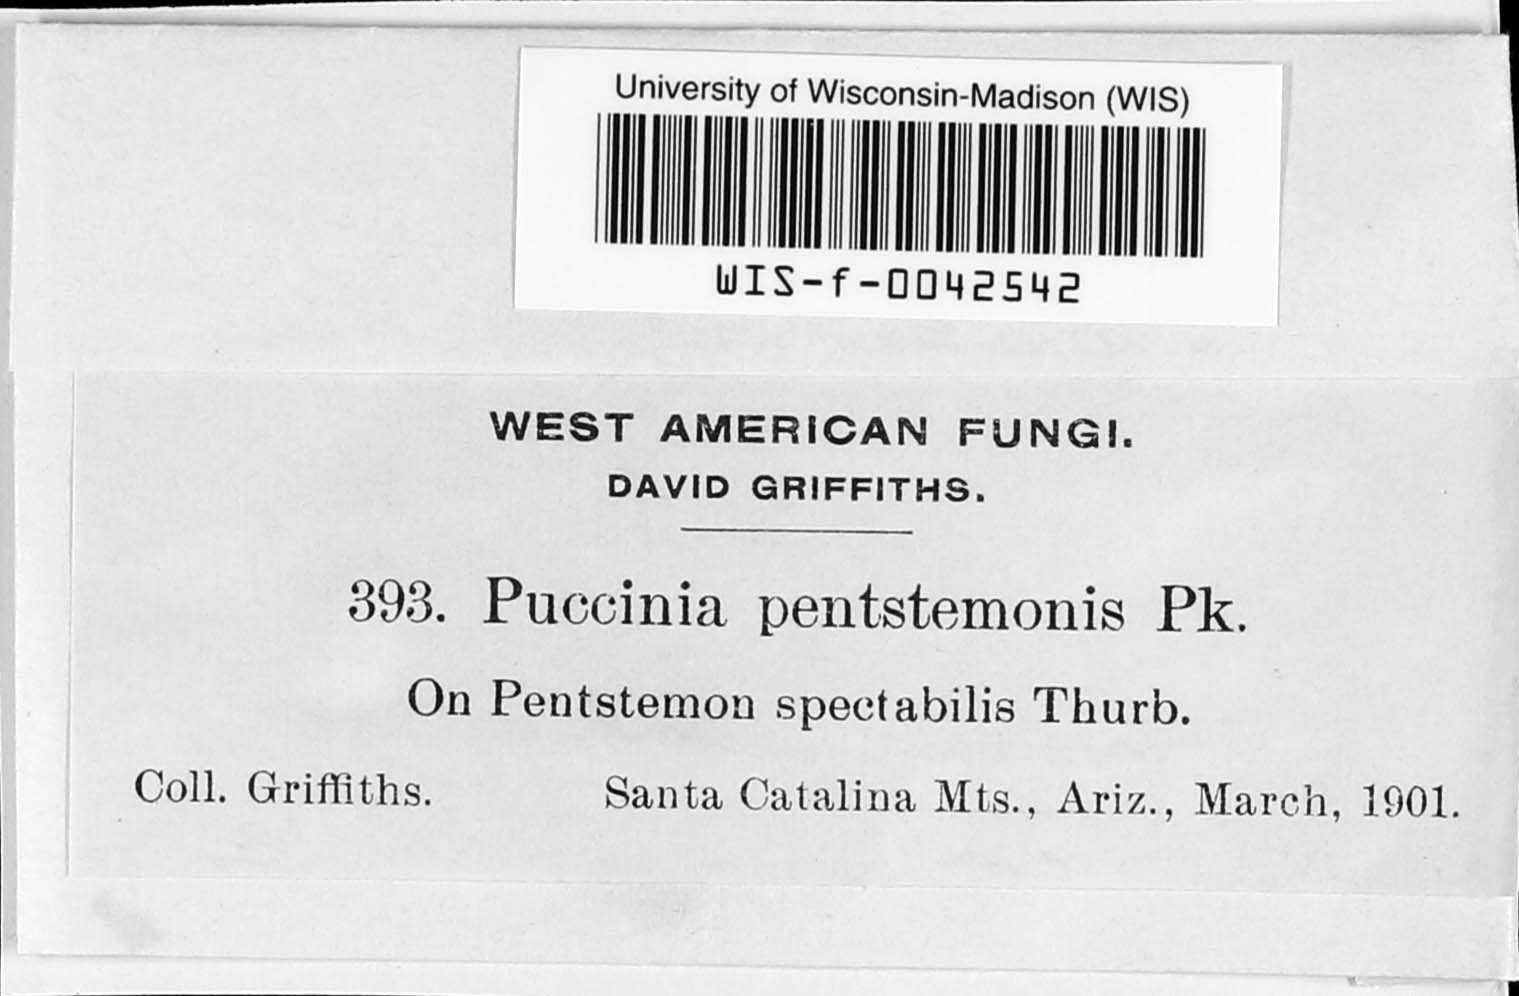 University of Wisconsin-Madison (WIS)
WIS-f-0042542
WEST AMERICAN FUNGI.
DAVID GRIFFITHS.
393. Puccinia pentstemonis Pk.
On Pentstemon spectabilis Thurb.
Coll. Griffiths. Santa Catalina Mts., Ariz., March, 1901.